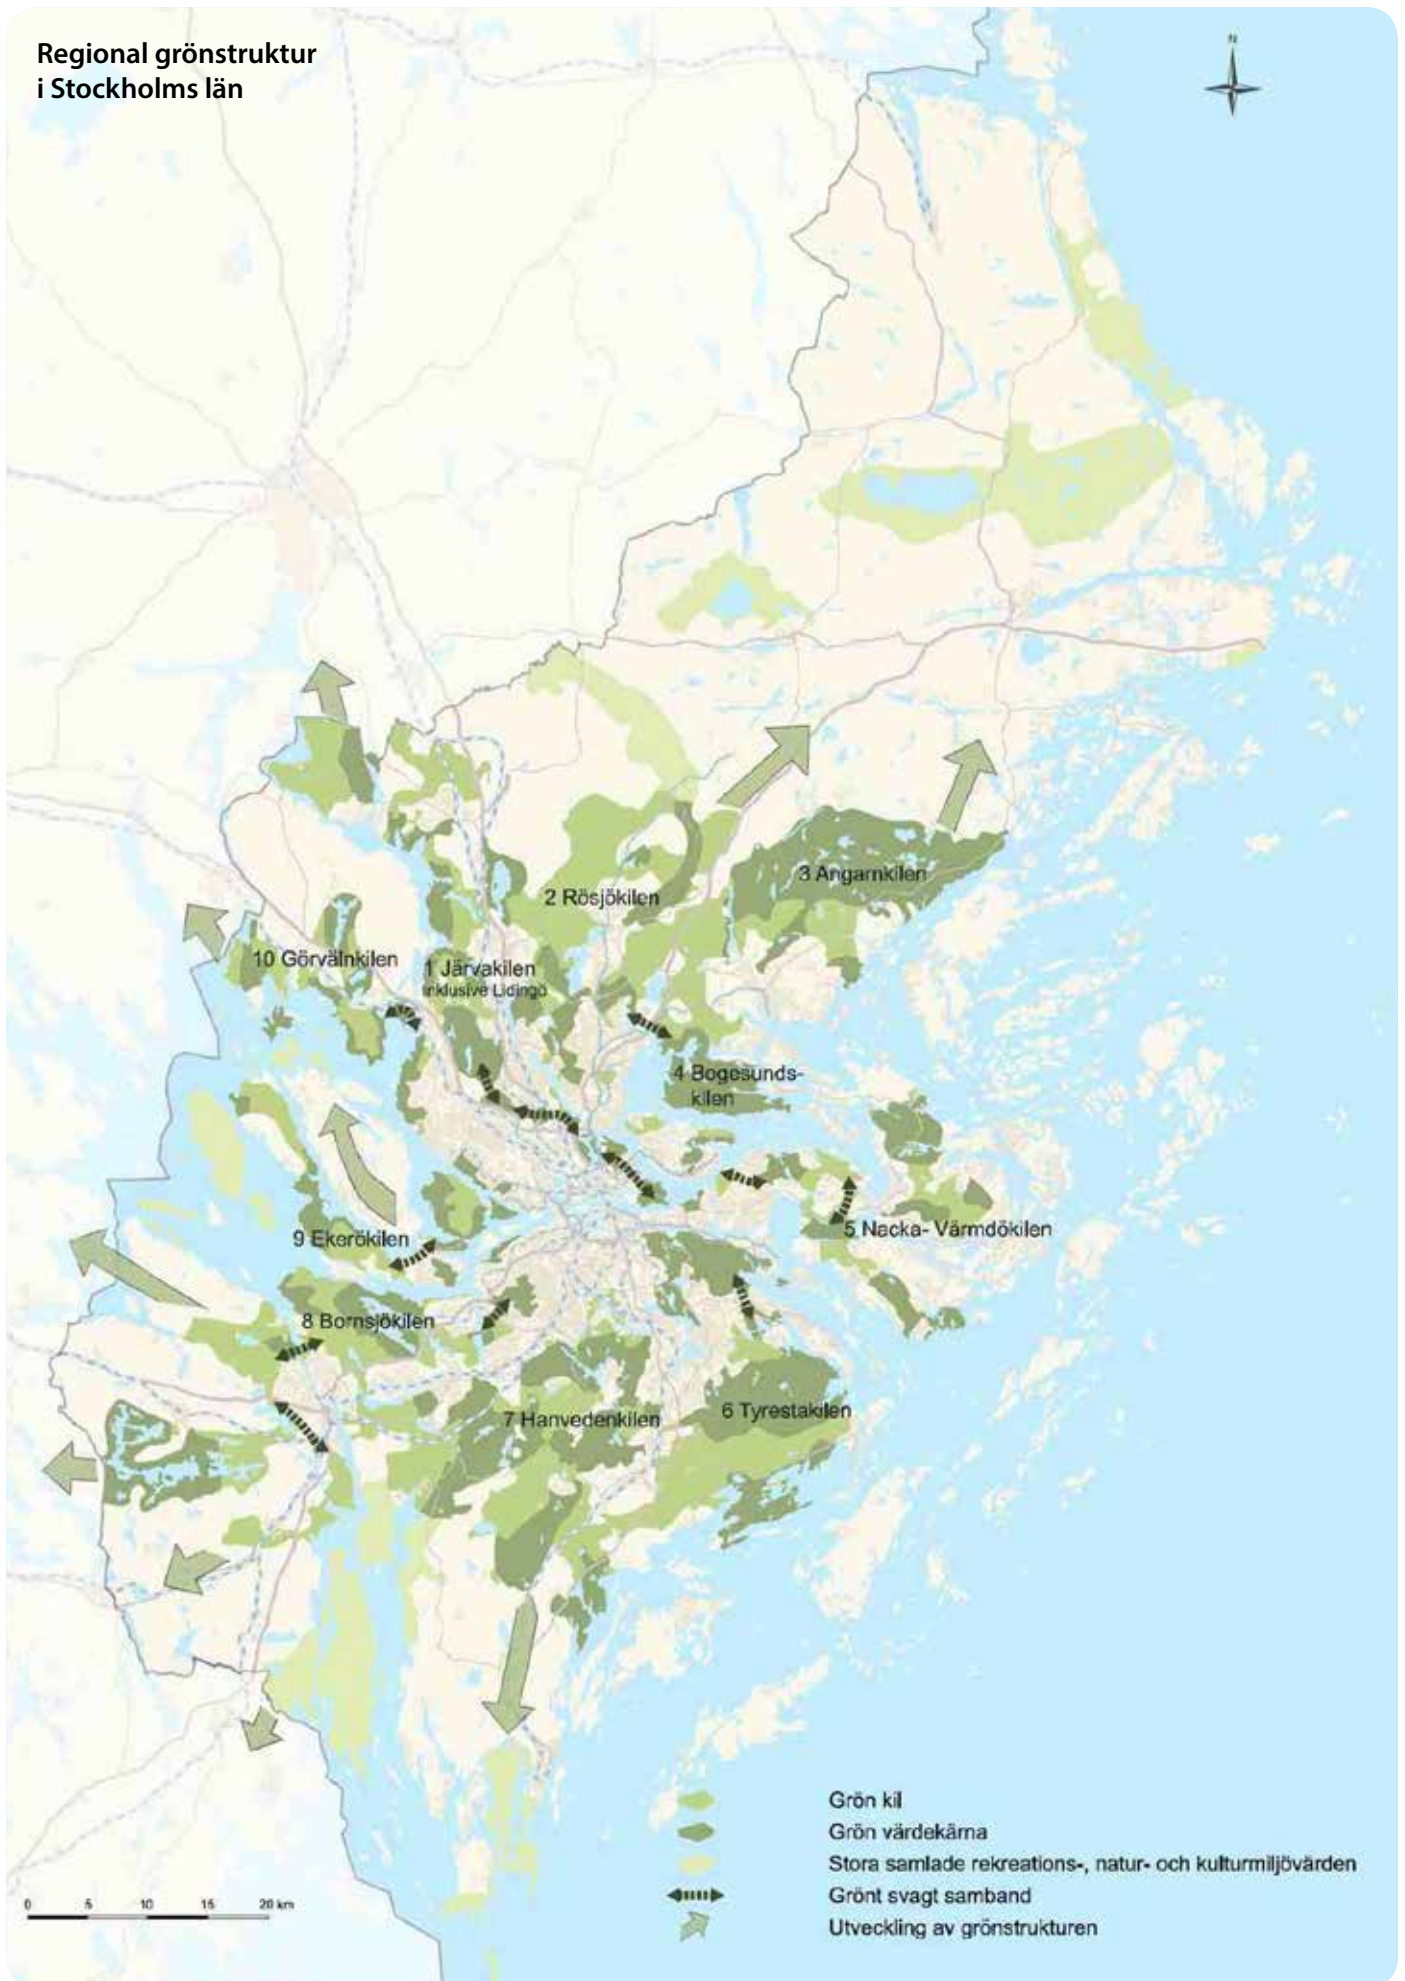 Regional grönstruktur
i Stockholms län
N
3 Angarnkilen
2 Rösjökilen
10 Görvälnkilen
1 Järvakilen
inklusive Lidingö
4 Bogesunds-
kilen
5 Nacka- Värmdökilen
9 Ekerökilen
8 Bornsjökilen
6 Tyrestakilen
7 Hanvedenkilen
Grön kil
Grön värdekärna
Stora samlade rekreations-, natur- och kulturmiljövärden
Grönt svagt samband
Utveckling av grönstrukturen
0 5 10 15 20 km